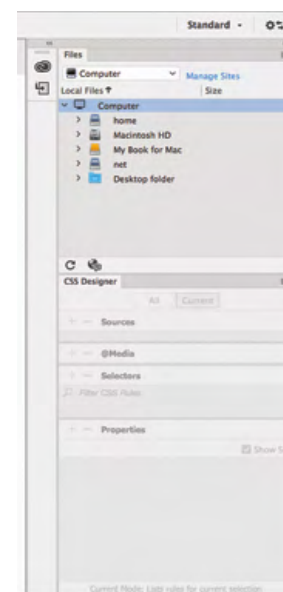 Standard
Files
Computer Manage Sites
Local Files ↑ Size
Computer
home
Macintosh HD
My Book for Mac
net
Desktop folder
CSS Designer
All Current
+ − Sources
+ − @Media
+ − Selectors
Filter CSS Rules
+ − Properties
Show S
Current Mode: Lists rules for current selection